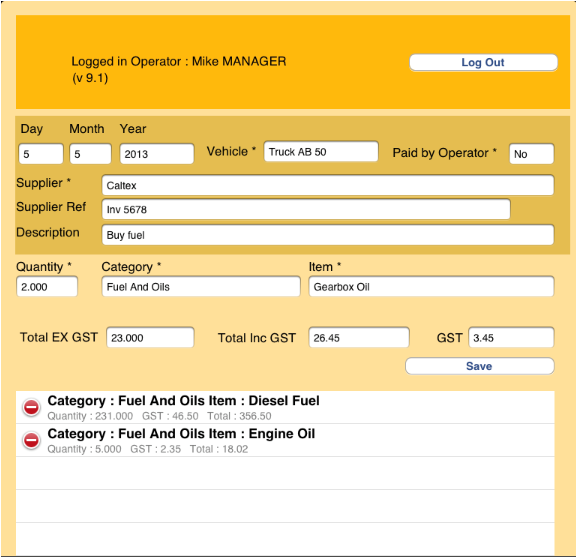 Logged in Operator : Mike MANAGER
(v 9.1)
Log Out
Day Month Year
5 5 2013 Vehicle * Truck AB 50 Paid by Operator * No
Supplier * Caltex
Supplier Ref Inv 5678
Description Buy fuel
Quantity * Category * Item *
2.000 Fuel And Oils Gearbox Oil
Total EX GST 23.000 Total Inc GST 26.45 GST 3.45
Save
Category : Fuel And Oils Item : Diesel Fuel
Quantity : 231.000 GST : 46.50 Total : 356.50
Category : Fuel And Oils Item : Engine Oil
Quantity : 5.000 GST : 2.35 Total : 18.02